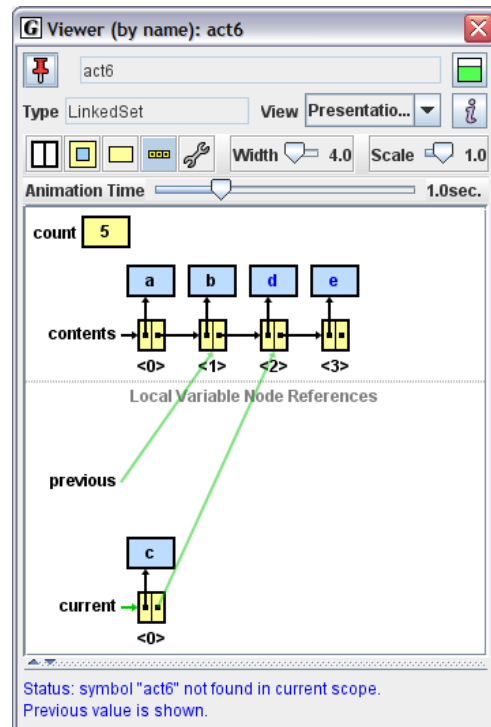 G Viewer (by name): act6
act6
Type LinkedSet View Presentatio...
Width 4.0 Scale 1.0
Animation Time 1.0sec.
count 5
a b d e
contents
<0> <1> <2> <3>
Local Variable Node References
previous
c
current
<0>
Status: symbol "act6" not found in current scope.
Previous value is shown.